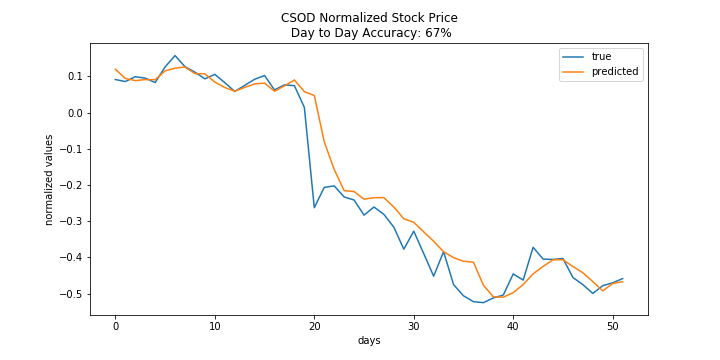 CSOD Normalized Stock Price
Day to Day Accuracy: 67%
true
predicted
normalized values
0.1
0.0
−0.1
−0.2
−0.3
−0.4
−0.5
0 10 20 30 40 50
days